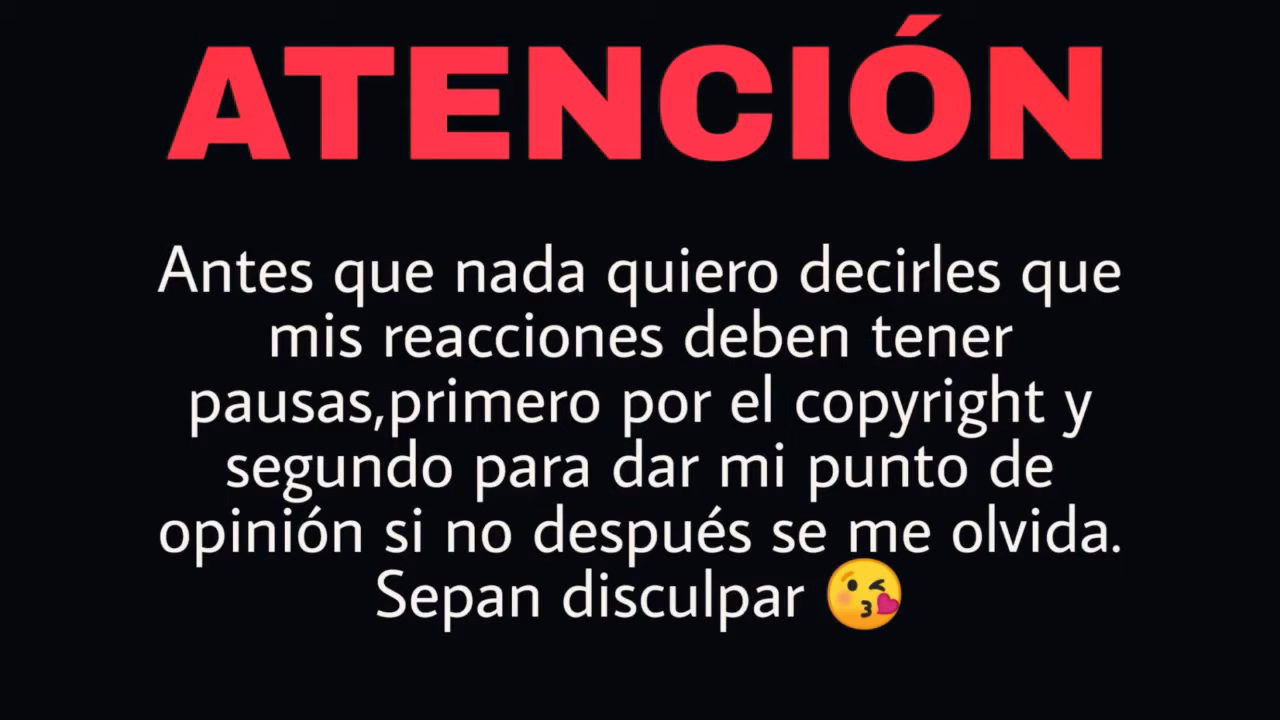 ATENCIÓN
Antes que nada quiero decirles que
mis reacciones deben tener
pausas,primero por el copyright y
segundo para dar mi punto de
opinión si no después se me olvida.
Sepan disculpar 😘